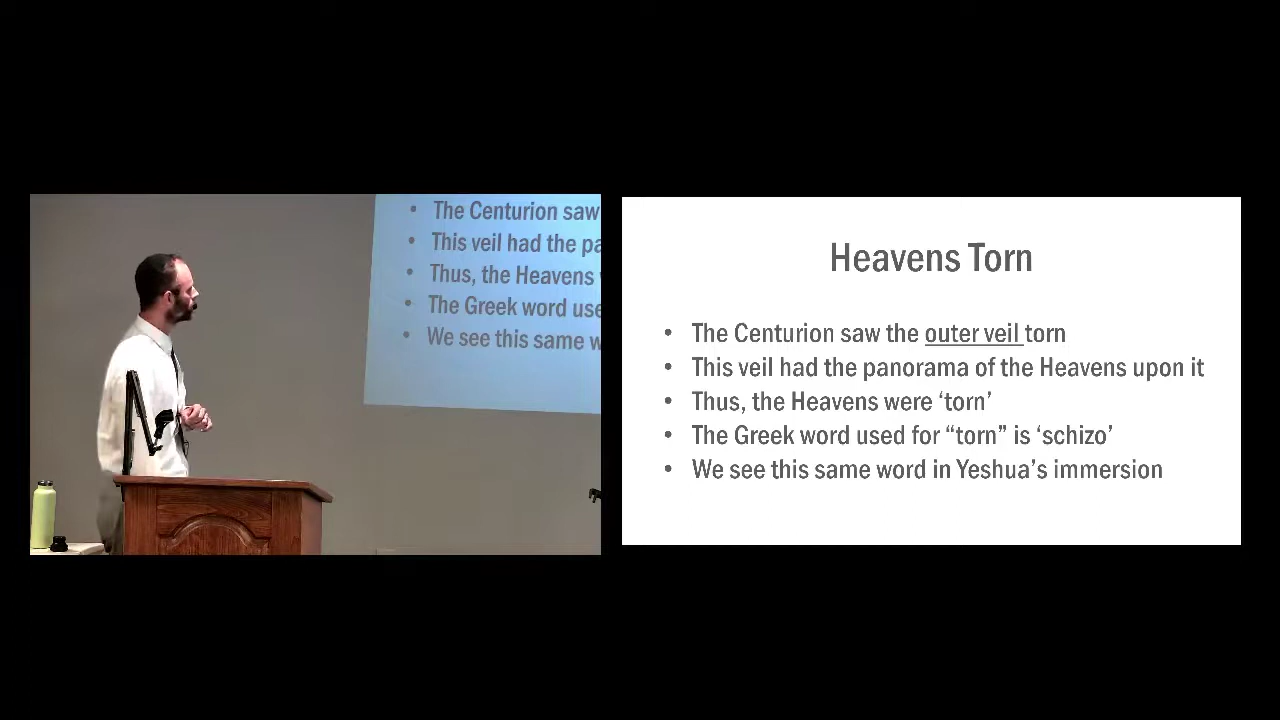 The Centurion saw
This veil had the pa
Thus, the Heavens
The Greek word use
We see this same w
Heavens Torn
• The Centurion saw the outer veil torn
• This veil had the panorama of the Heavens upon it
• Thus, the Heavens were ‘torn’
• The Greek word used for “torn” is ‘schizo’
• We see this same word in Yeshua’s immersion